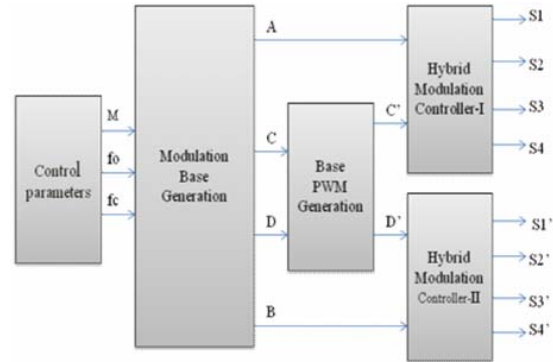 Control
parameters
M
fo
fc
Modulation
Base
Generation
A
C
D
B
Base
PWM
Generation
C'
D'
Hybrid
Modulation
Controller-I
S1
S2
S3
S4
Hybrid
Modulation
Controller-II
S1'
S2'
S3'
S4'